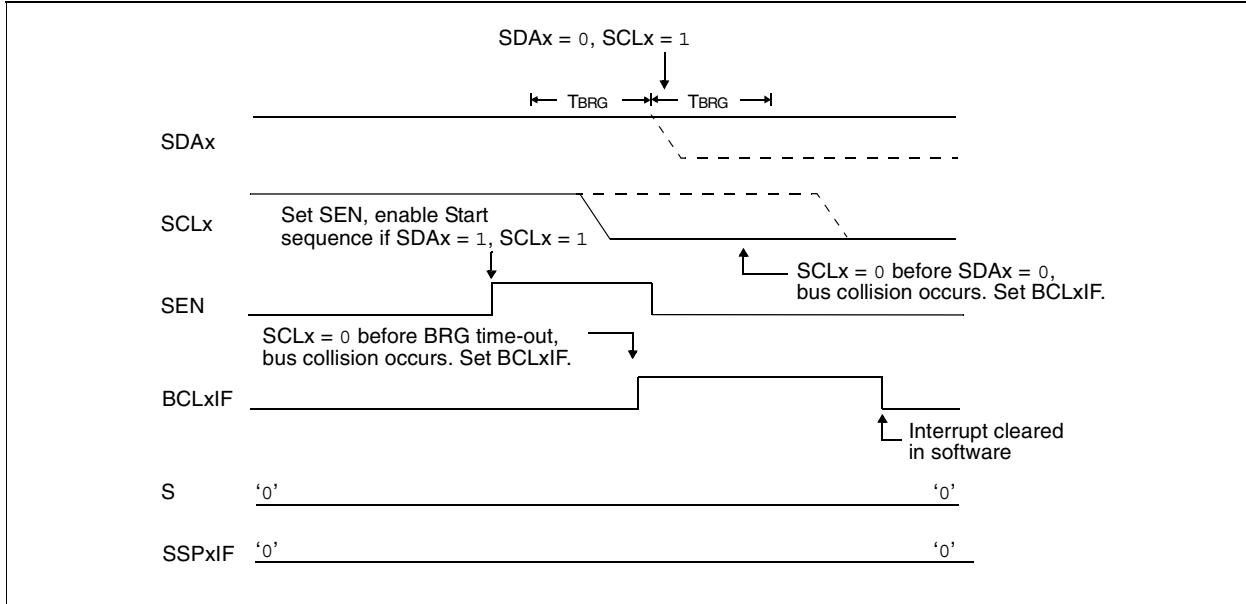 SDAx = 0, SCLx = 1
TBRG TBRG
SDAx
SCLx
Set SEN, enable Start
sequence if SDAx = 1, SCLx = 1
SCLx = 0 before SDAx = 0,
bus collision occurs. Set BCLxIF.
SEN
SCLx = 0 before BRG time-out,
bus collision occurs. Set BCLxIF.
BCLxIF
Interrupt cleared
in software
S ‘0’ ‘0’
SSPxIF ‘0’ ‘0’